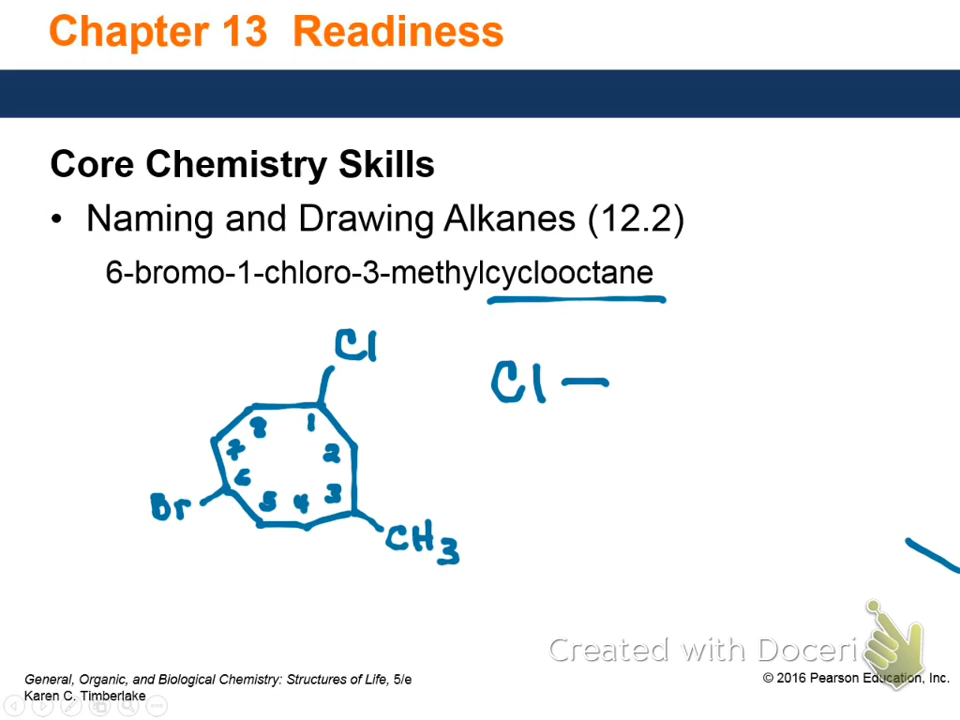 Chapter 13 Readiness
Core Chemistry Skills
• Naming and Drawing Alkanes (12.2)
6-bromo-1-chloro-3-methylcyclooctane
Cl
Cl —
8 1
7 2
6 3
5 4
Br
CH3
Created with Doceri
General, Organic, and Biological Chemistry: Structures of Life, 5/e
Karen C. Timberlake
© 2016 Pearson Education, Inc.